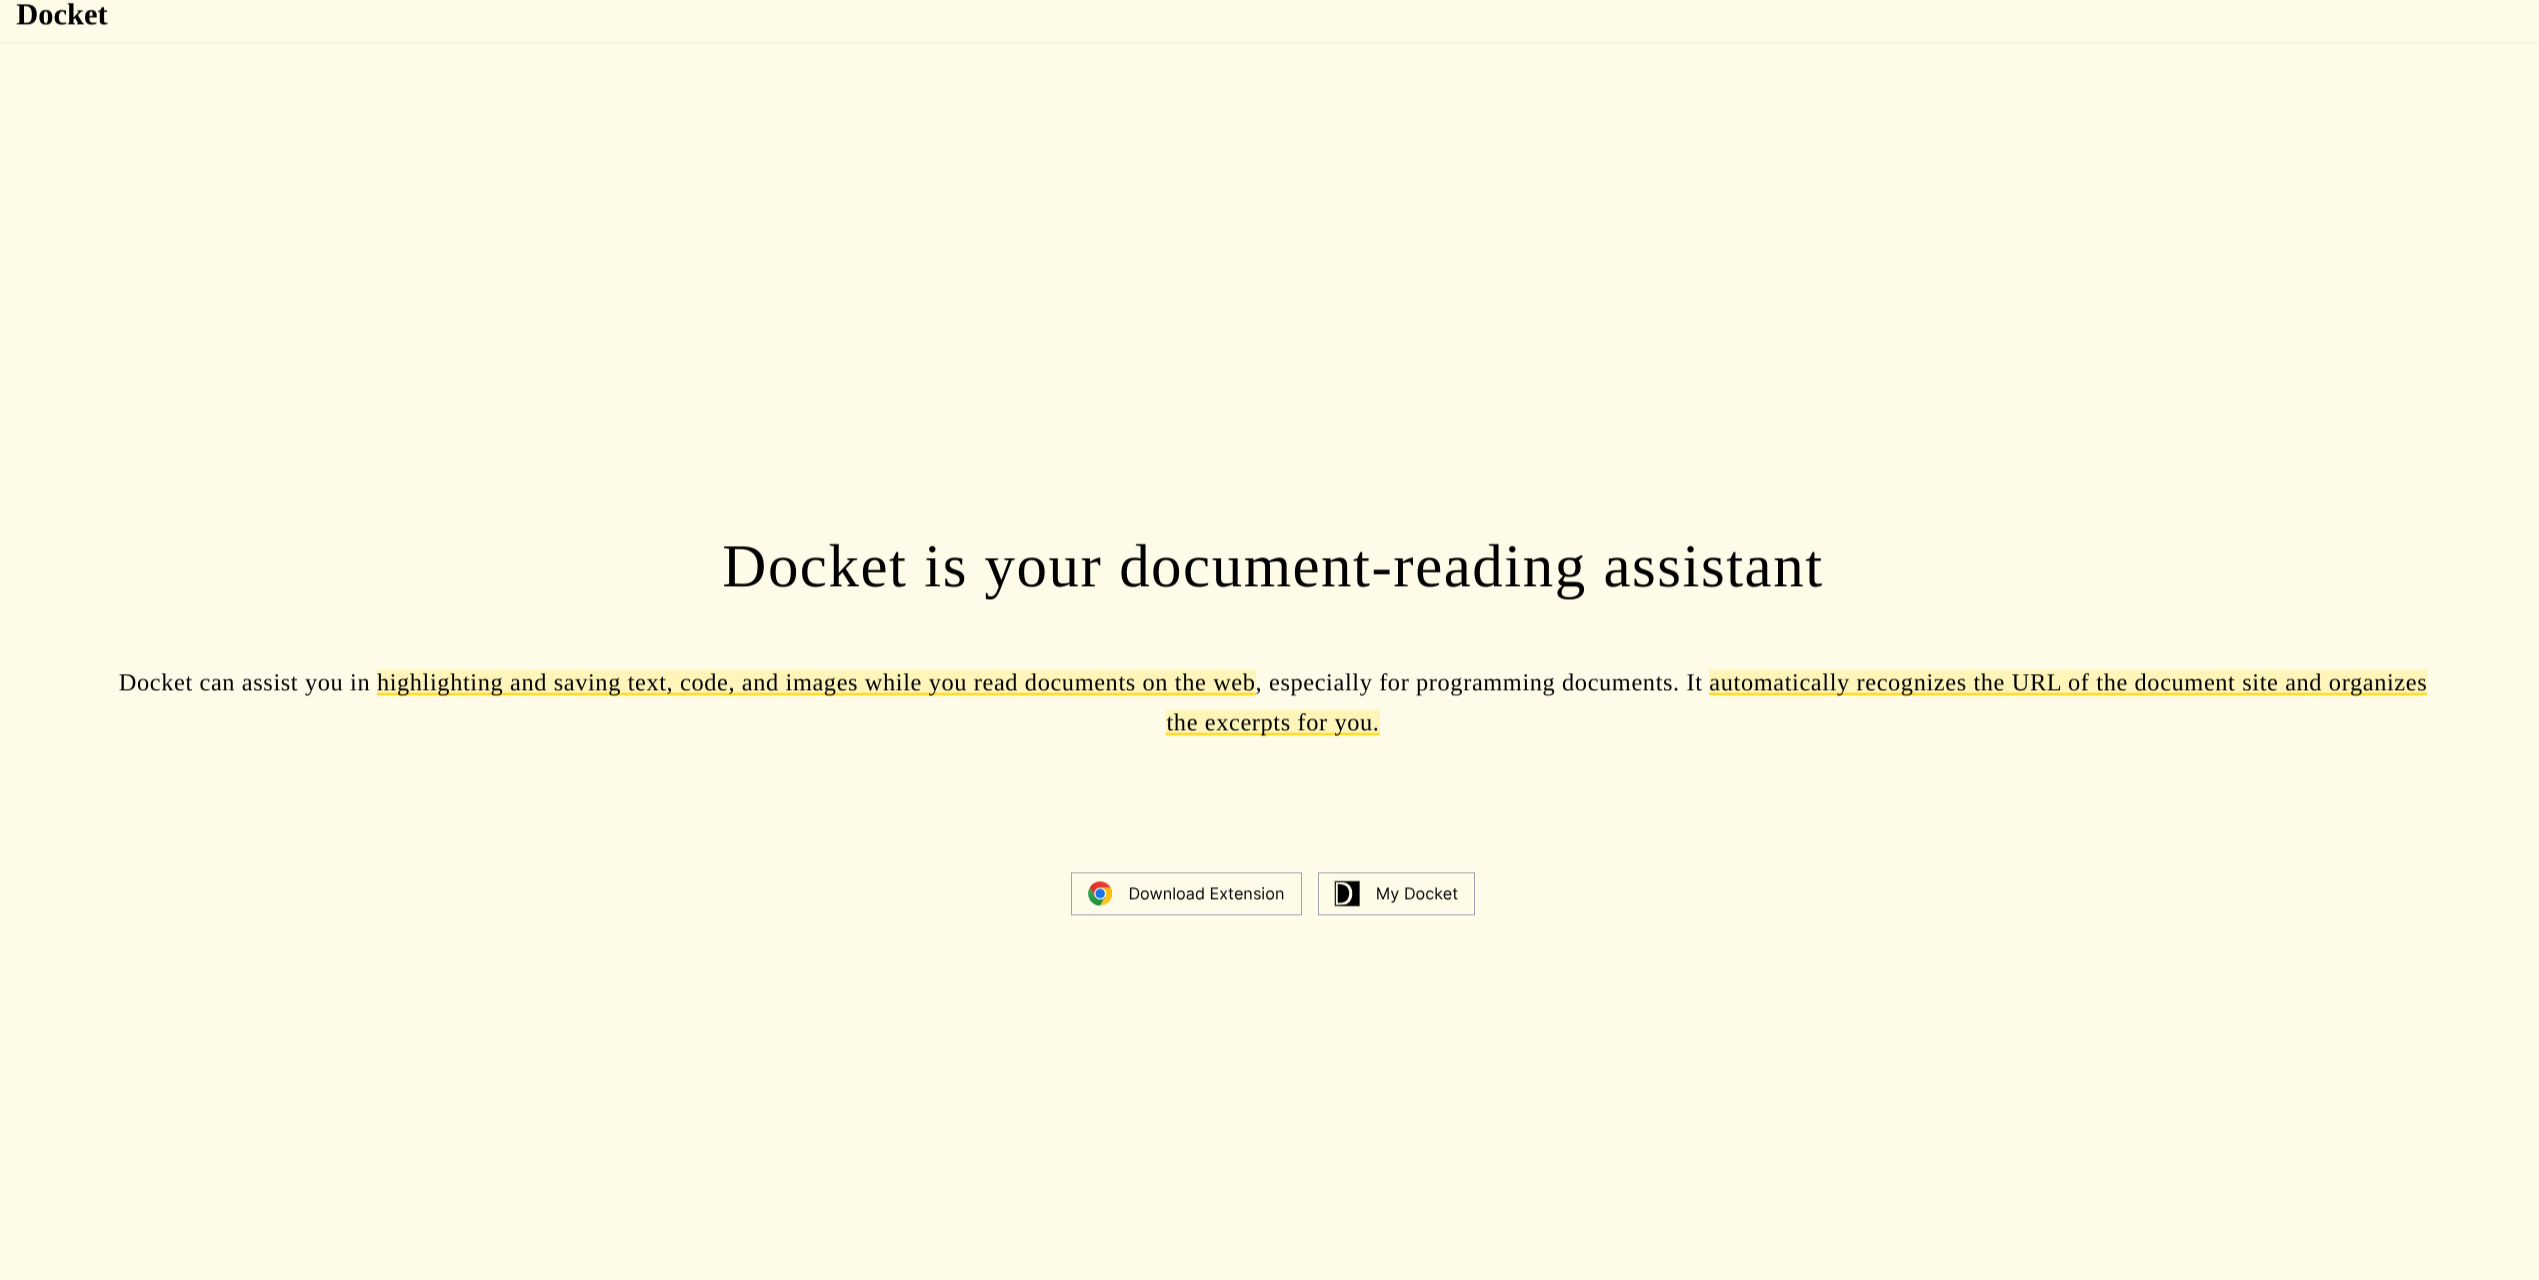 Docket
Docket is your document-reading assistant
Docket can assist you in highlighting and saving text, code, and images while you read documents on the web, especially for programming documents. It automatically recognizes the URL of the document site and organizes
the excerpts for you.
Download Extension
D My Docket